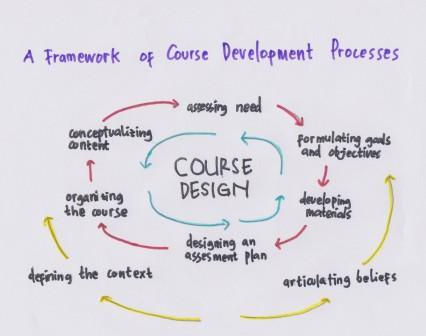 A Framework of Course Development Processes
assessing need
conceptualizing
content
formulating goals
and objectives
COURSE
DESIGN
organizing
the course
developing
materials
designing an
assesment plan
defining the context
articulating beliefs